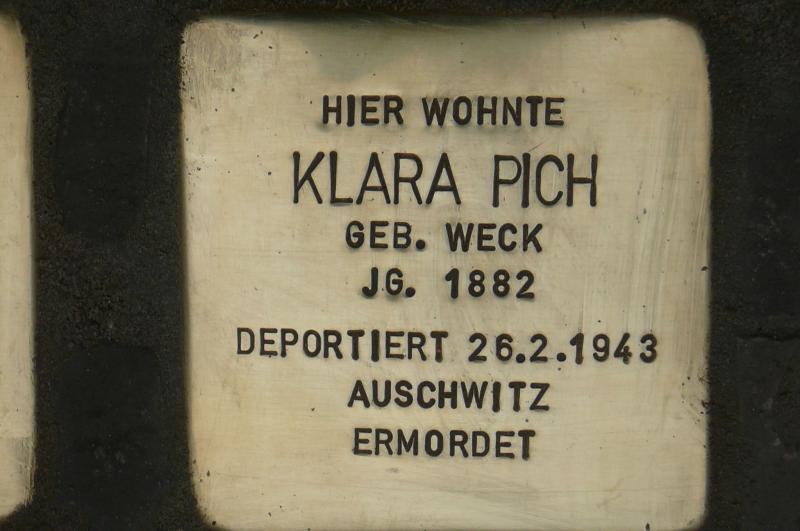 HIER WOHNTE
KLARA PICH
GEB. WECK
JG. 1882
DEPORTIERT 26.2.1943
AUSCHWITZ
ERMORDET